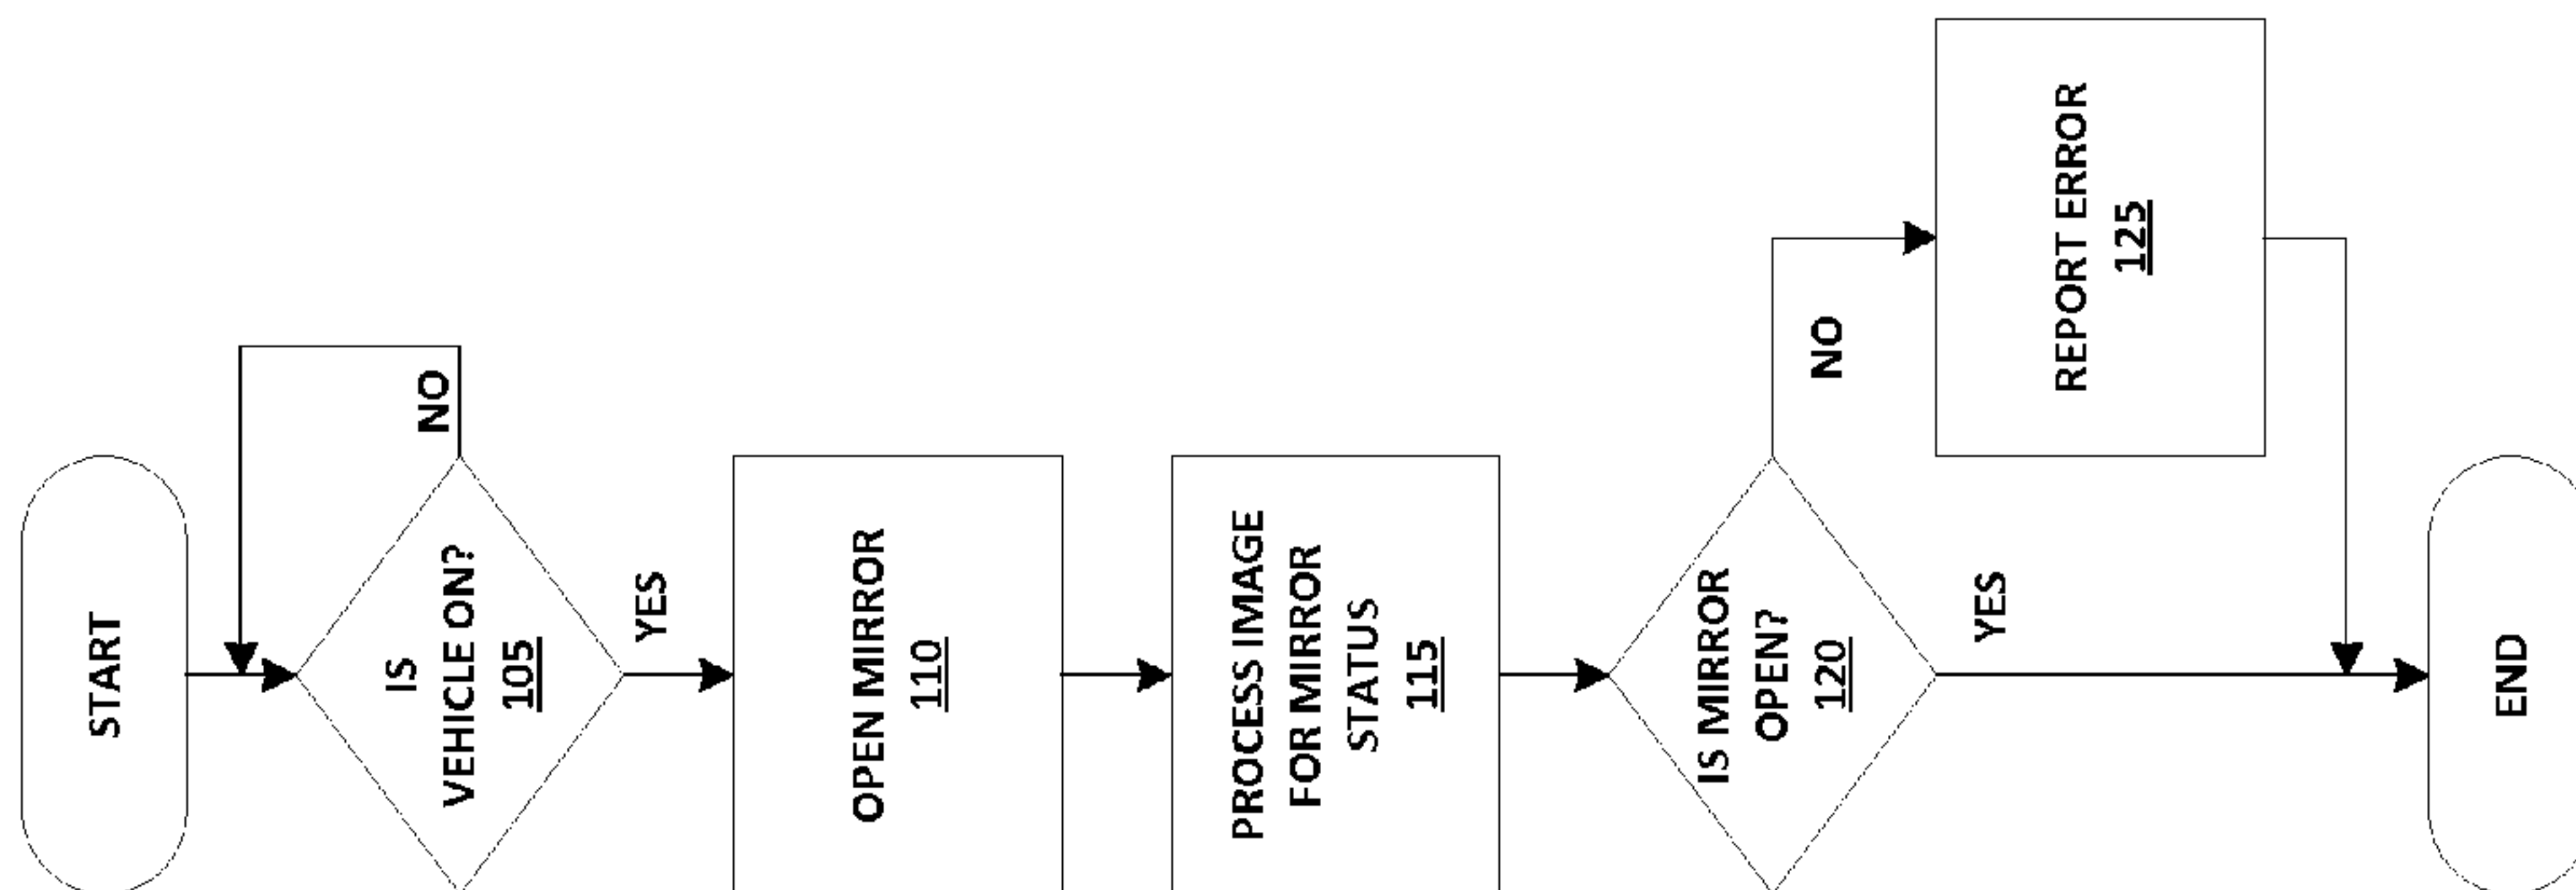 START
IS
VEHICLE ON?
105
NO
YES
OPEN MIRROR
110
PROCESS IMAGE
FOR MIRROR
STATUS
115
IS MIRROR
OPEN?
120
NO
YES
REPORT ERROR
125
END